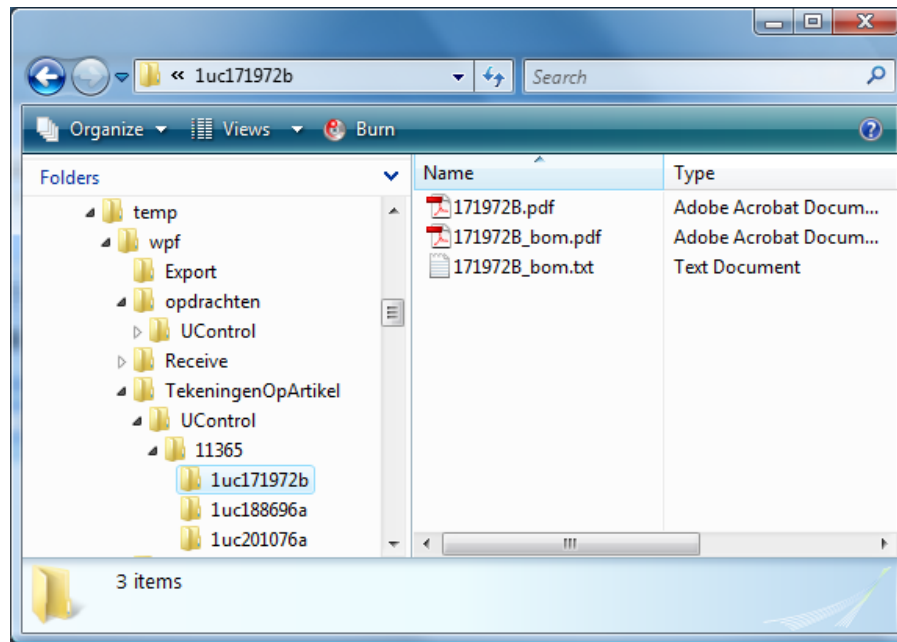 « 1uc171972b
Search
Organize Views Burn
Folders
Name Type
temp
wpf
Export
opdrachten
UControl
Receive
TekeningenOpArtikel
UControl
11365
1uc171972b
1uc188696a
1uc201076a
171972B.pdf Adobe Acrobat Docum...
171972B_bom.pdf Adobe Acrobat Docum...
171972B_bom.txt Text Document
3 items